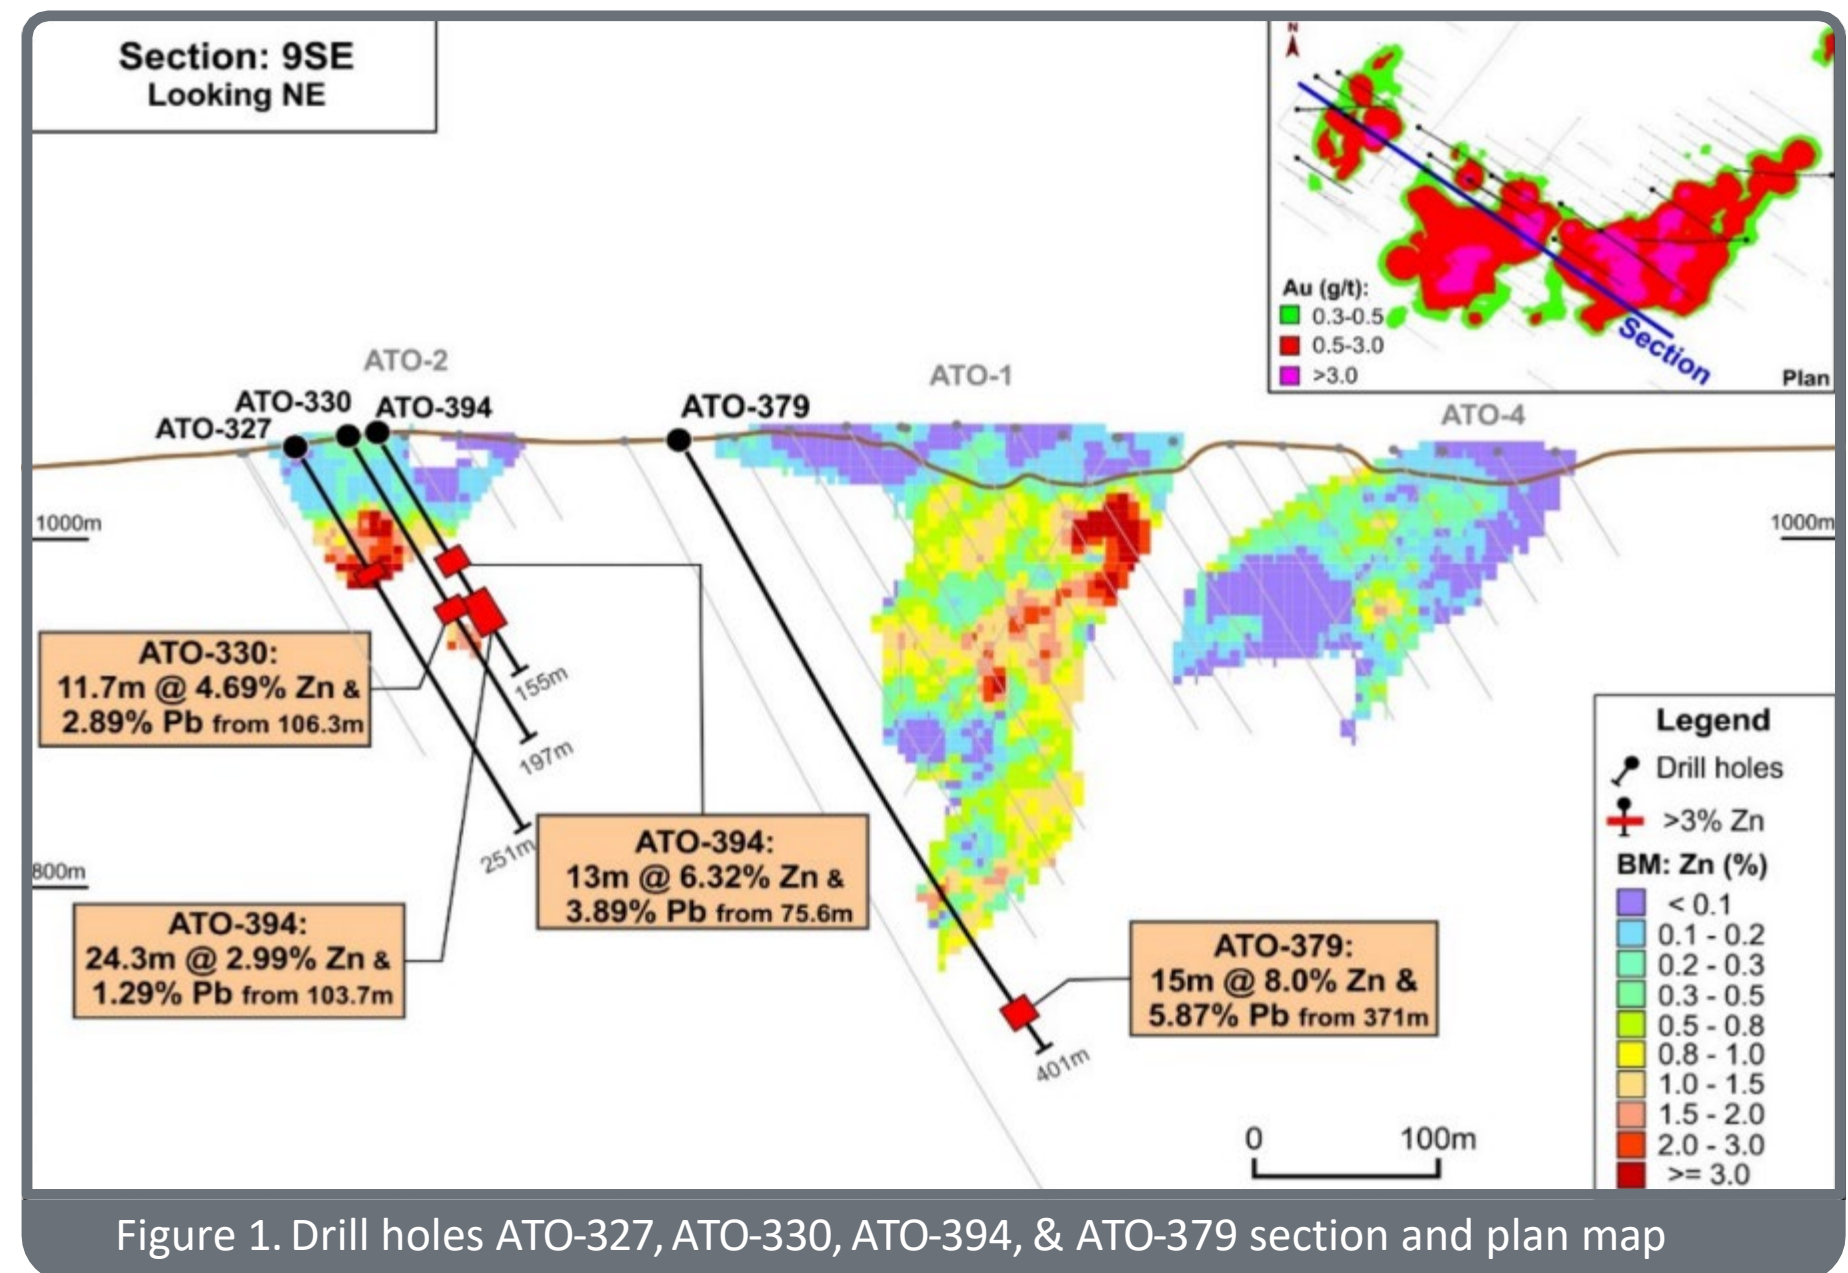 Section: 9SE
Looking NE
N
Au (g/t):
0.3-0.5
0.5-3.0
>3.0
Section
Plan
ATO-2
ATO-1
ATO-4
ATO-330
ATO-394
ATO-327
ATO-379
1000m
1000m
800m
ATO-330:
11.7m @ 4.69% Zn &
2.89% Pb from 106.3m
155m
197m
251m
ATO-394:
13m @ 6.32% Zn &
3.89% Pb from 75.6m
ATO-394:
24.3m @ 2.99% Zn &
1.29% Pb from 103.7m
ATO-379:
15m @ 8.0% Zn &
5.87% Pb from 371m
401m
0 100m
Legend
Drill holes
>3% Zn
BM: Zn (%)
< 0.1
0.1 - 0.2
0.2 - 0.3
0.3 - 0.5
0.5 - 0.8
0.8 - 1.0
1.0 - 1.5
1.5 - 2.0
2.0 - 3.0
>= 3.0
Figure 1. Drill holes ATO-327, ATO-330, ATO-394, & ATO-379 section and plan map